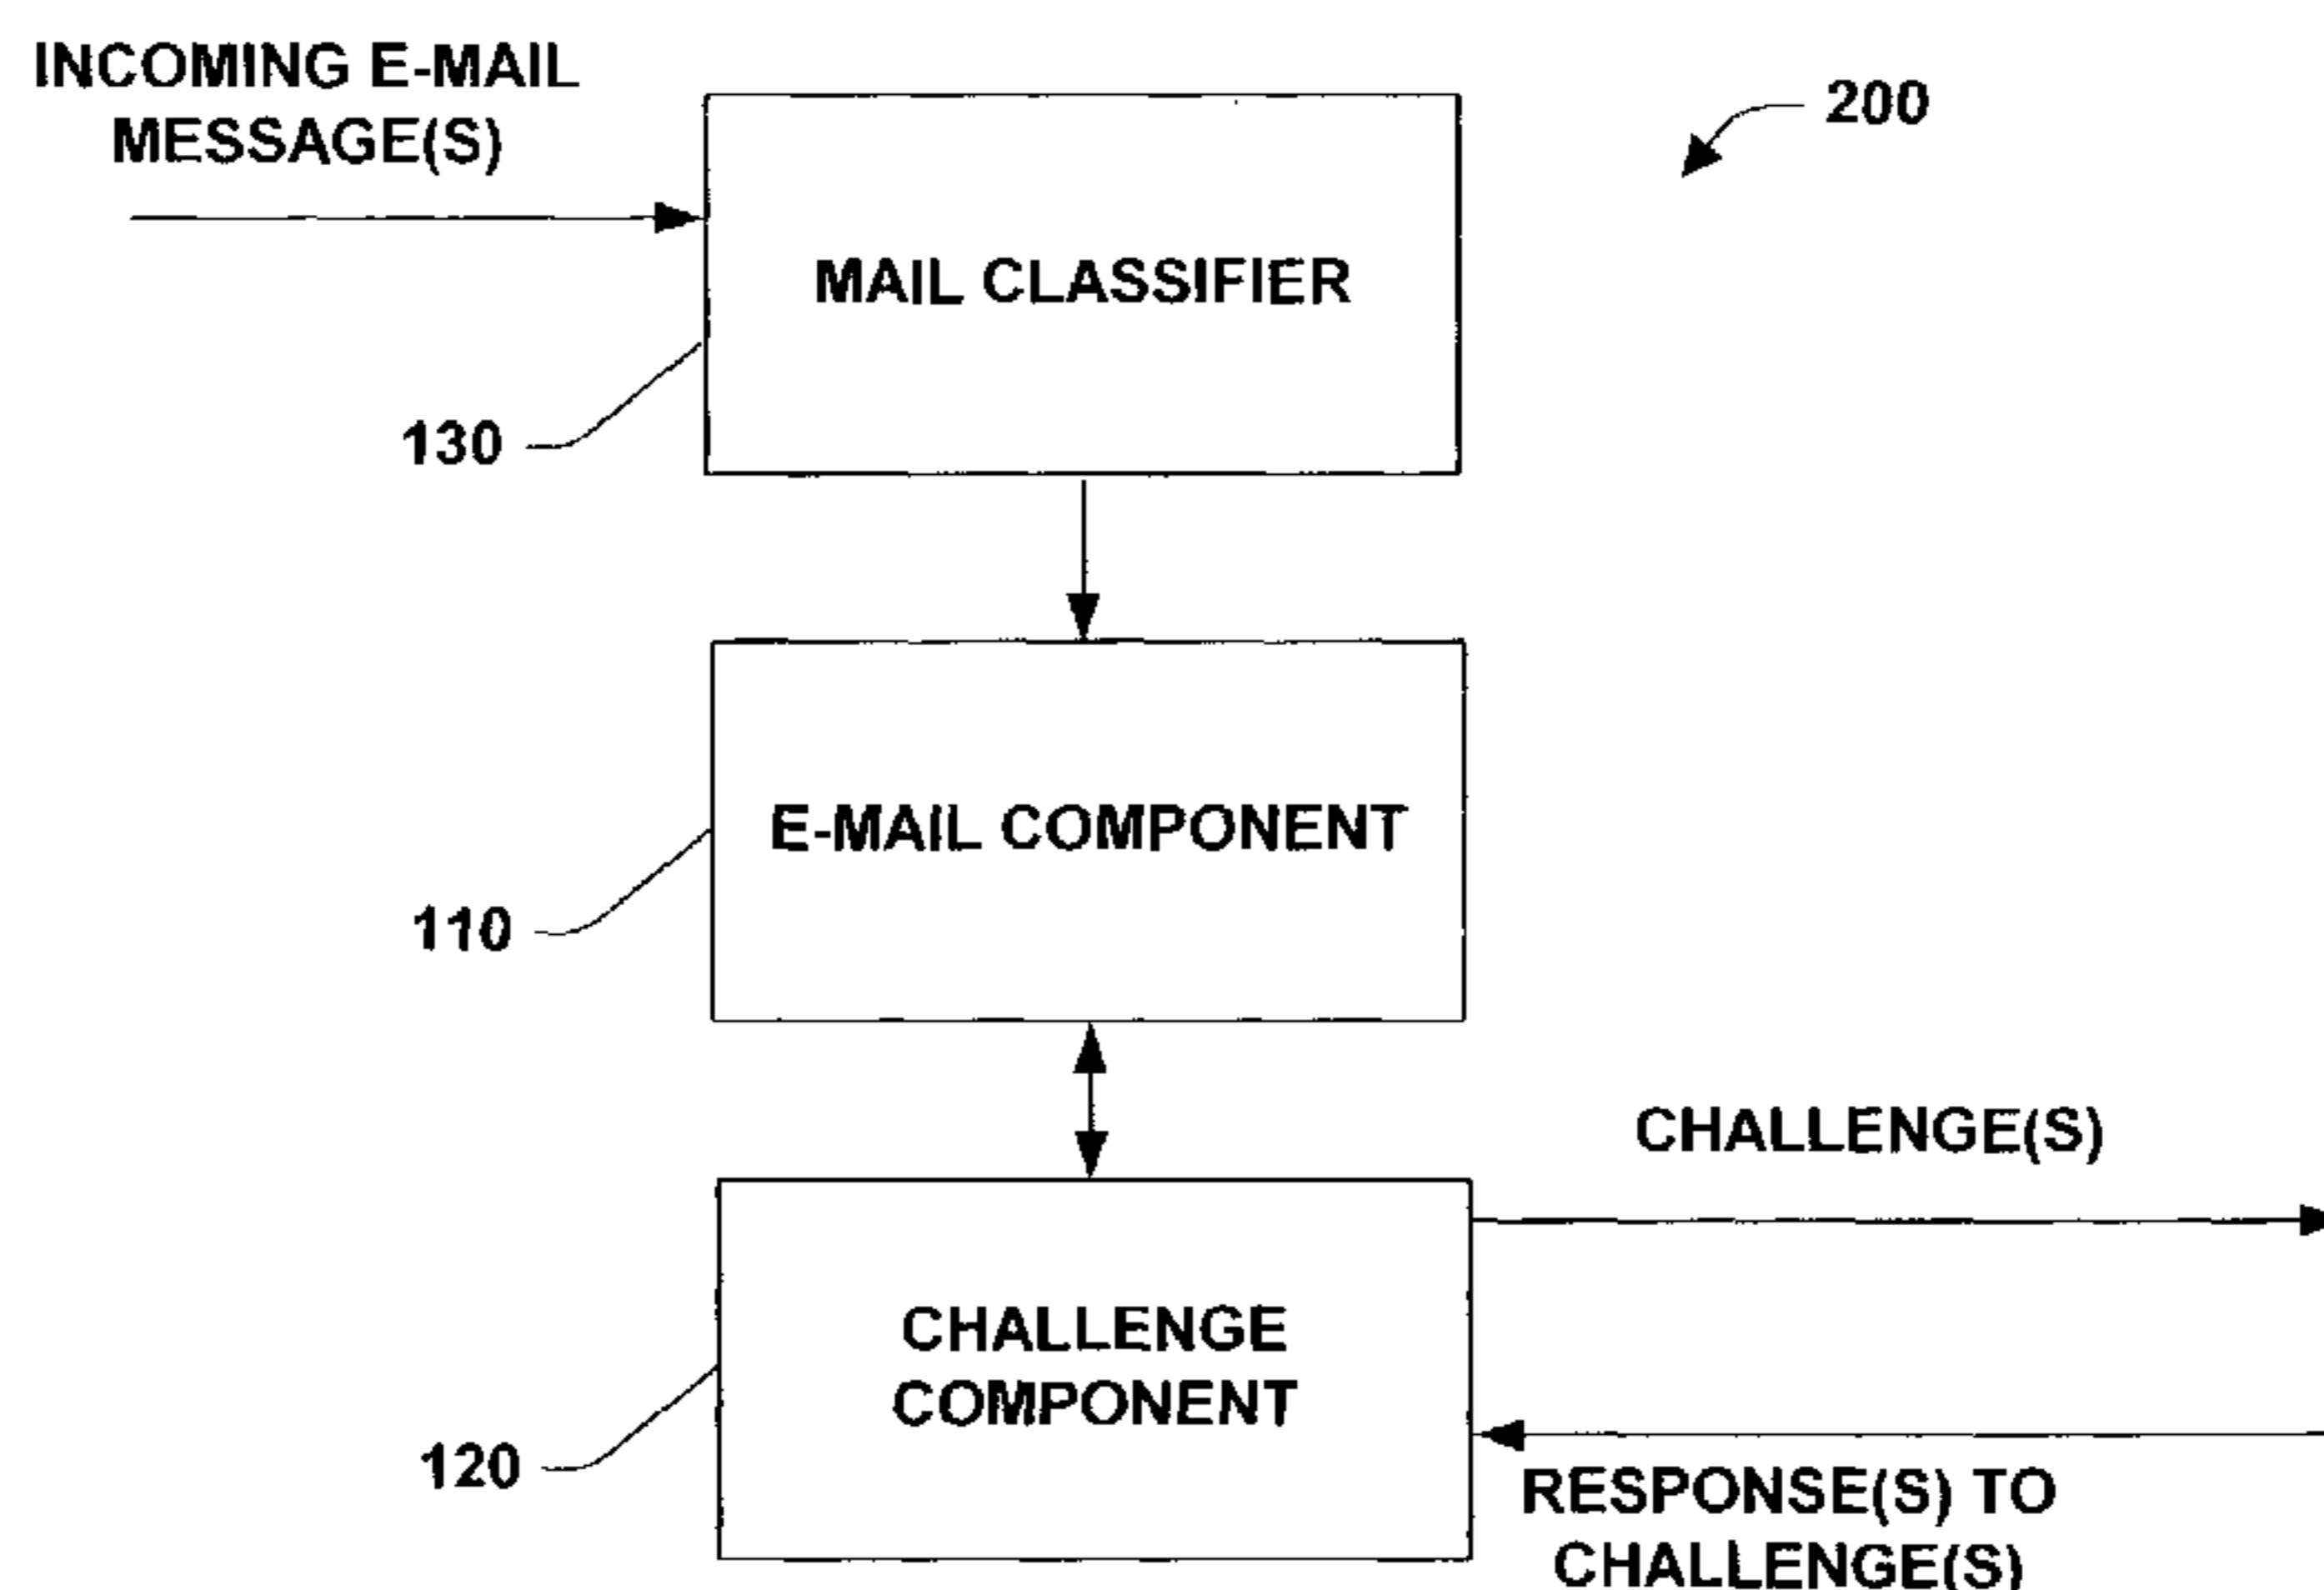 INCOMING E-MAIL
MESSAGE(S)
200
MAIL CLASSIFIER
130
E-MAIL COMPONENT
110
CHALLENGE(S)
CHALLENGE
COMPONENT
120
RESPONSE(S) TO
CHALLENGE(S)